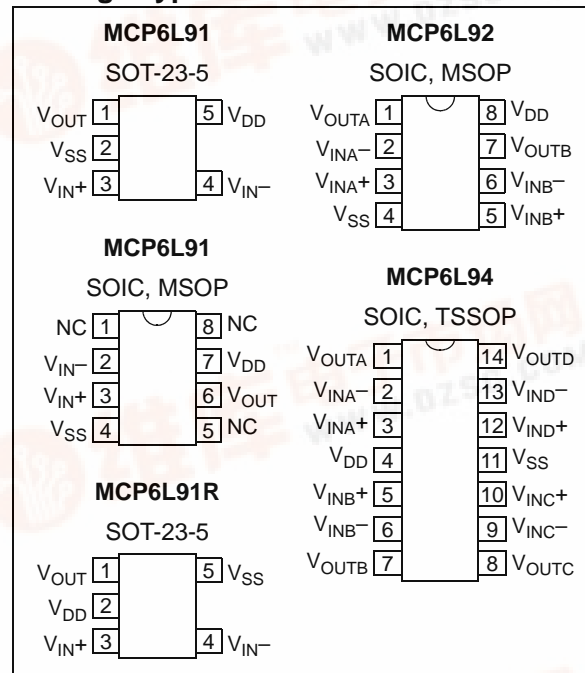 MCP6L91
SOT-23-5
VOUT 1 5 VDD
VSS 2
VIN+ 3 4 VIN–
MCP6L91
SOIC, MSOP
NC 1 8 NC
VIN– 2 7 VDD
VIN+ 3 6 VOUT
VSS 4 5 NC
MCP6L91R
SOT-23-5
VOUT 1 5 VSS
VDD 2
VIN+ 3 4 VIN–
MCP6L92
SOIC, MSOP
VOUTA 1 8 VDD
VINA– 2 7 VOUTB
VINA+ 3 6 VINB–
VSS 4 5 VINB+
MCP6L94
SOIC, TSSOP
VOUTA 1 14 VOUTD
VINA– 2 13 VIND–
VINA+ 3 12 VIND+
VDD 4 11 VSS
VINB+ 5 10 VINC+
VINB– 6 9 VINC–
VOUTB 7 8 VOUTC